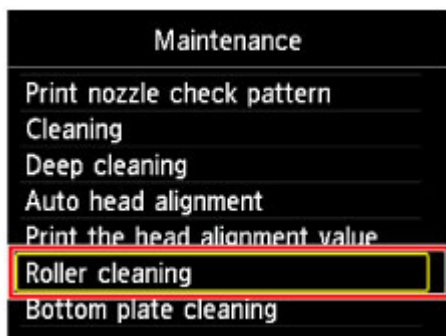 Maintenance
Print nozzle check pattern
Cleaning
Deep cleaning
Auto head alignment
Print the head alignment value
Roller cleaning
Bottom plate cleaning